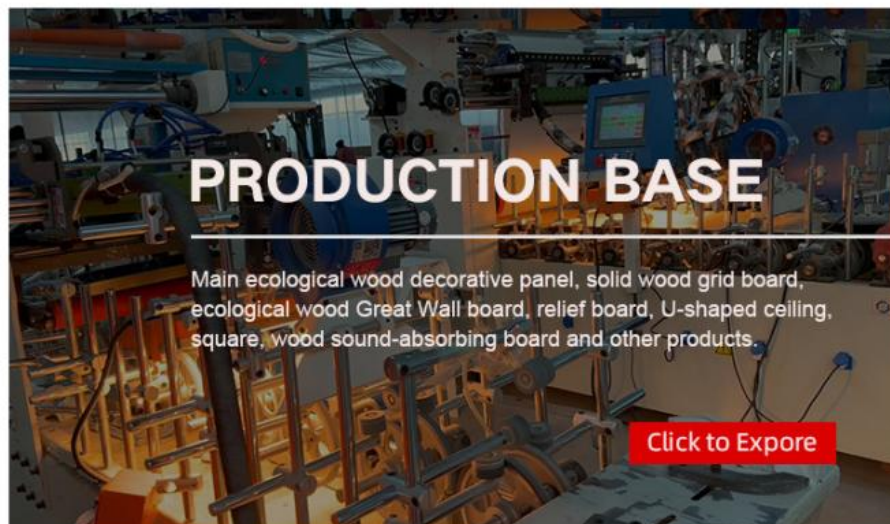 PRODUCTION BASE
Main ecological wood decorative panel, solid wood grid board,
ecological wood Great Wall board, relief board, U-shaped ceiling,
square, wood sound-absorbing board and other products.
Click to Expore